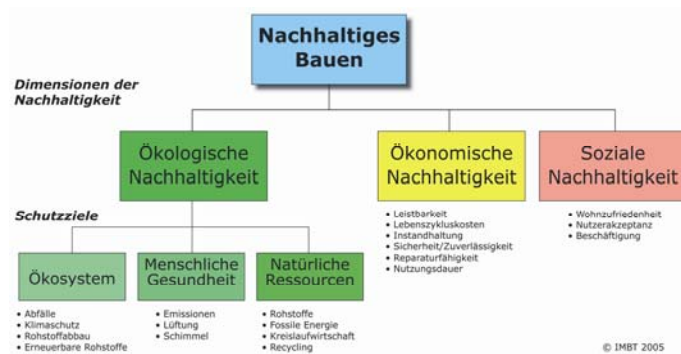 Nachhaltiges
Bauen
Dimensionen der
Nachhaltigkeit
Ökologische
Nachhaltigkeit
Ökonomische
Nachhaltigkeit
Soziale
Nachhaltigkeit
• Leistbarkeit
• Lebenszykluskosten
• Instandhaltung
• Sicherheit/Zuverlässigkeit
• Reparaturfähigkeit
• Nutzungsdauer
• Wohnzufriedenheit
• Nutzerakzeptanz
• Beschäftigung
Schutzziele
Ökosystem
Menschliche
Gesundheit
Natürliche
Ressourcen
• Abfälle
• Klimaschutz
• Rohstoffabbau
• Erneuerbare Rohstoffe
• Emissionen
• Lüftung
• Schimmel
• Rohstoffe
• Fossile Energie
• Kreislaufwirtschaft
• Recycling
© IMBT 2005